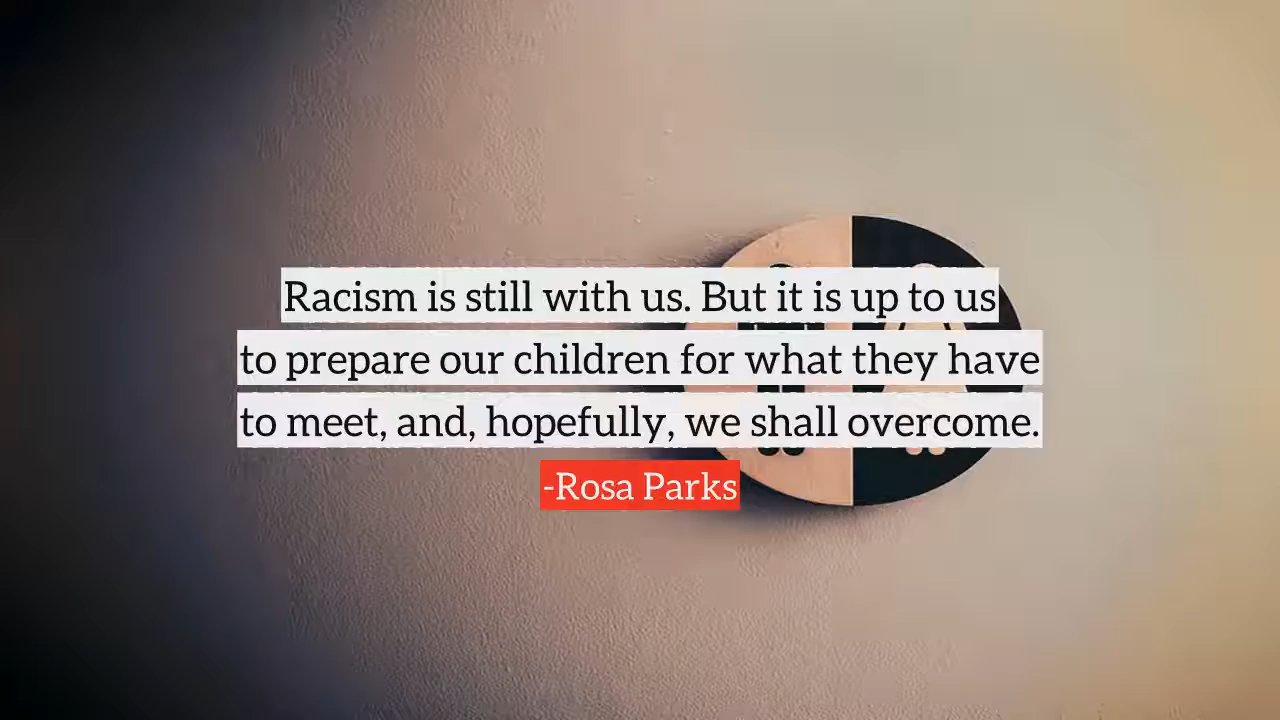 Racism is still with us. But it is up to us
to prepare our children for what they have
to meet, and, hopefully, we shall overcome.
-Rosa Parks